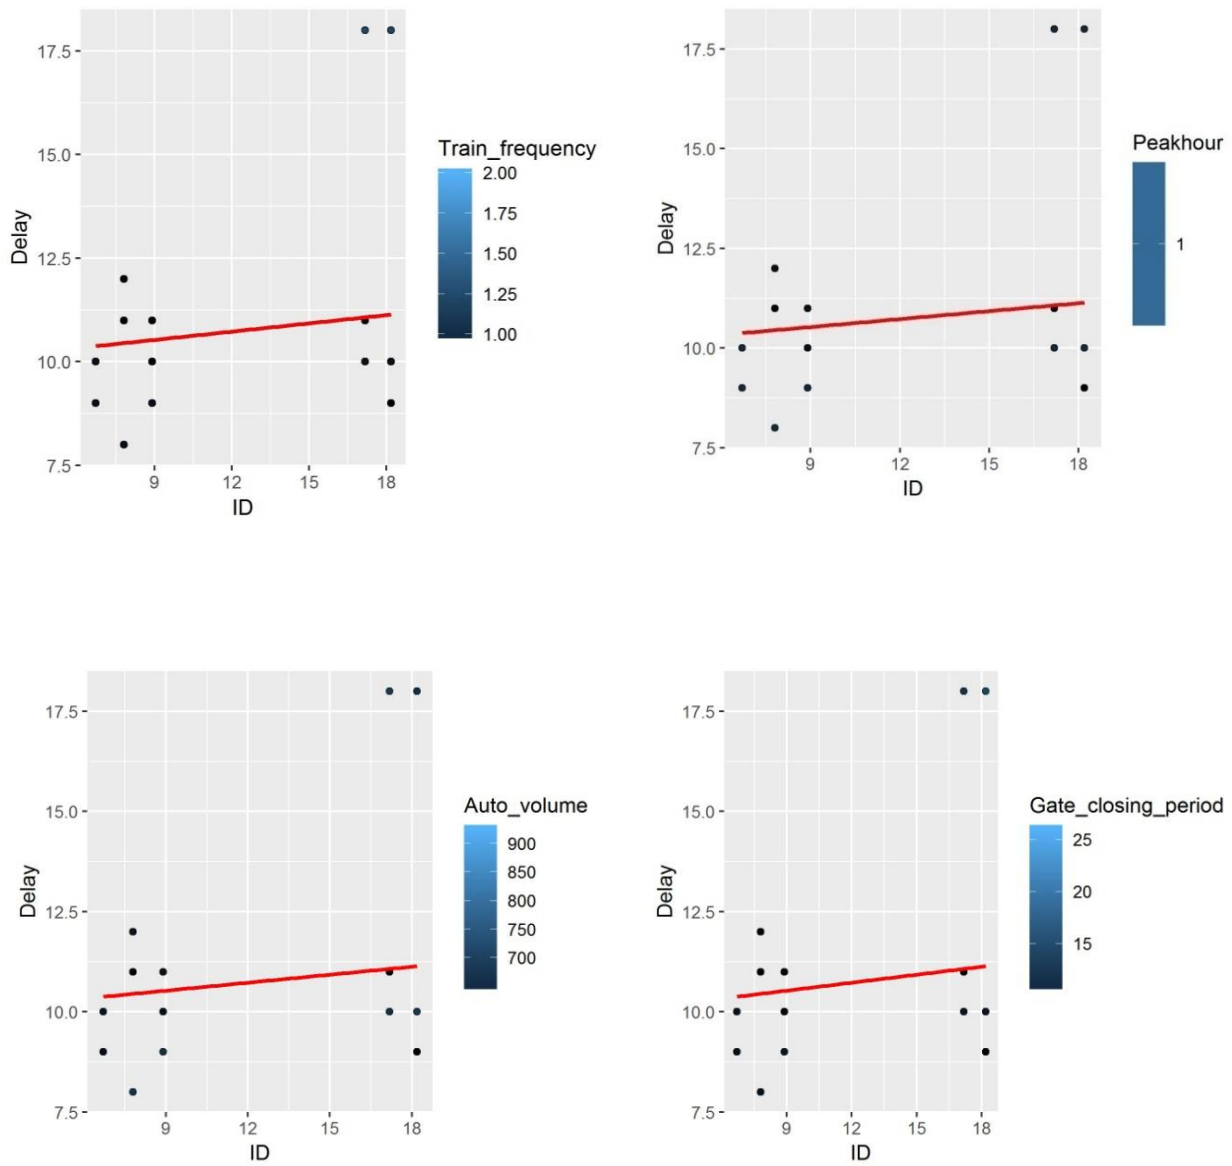 17.5
15.0
12.5
10.0
7.5
Delay
9 12 15 18
ID
Train_frequency
2.00
1.75
1.50
1.25
1.00
17.5
15.0
12.5
10.0
7.5
Delay
9 12 15 18
ID
Peakhour
1
17.5
15.0
12.5
10.0
7.5
Delay
9 12 15 18
ID
Auto_volume
900
850
800
750
700
17.5
15.0
12.5
10.0
7.5
Delay
9 12 15 18
ID
Gate_closing_period
25
20
15